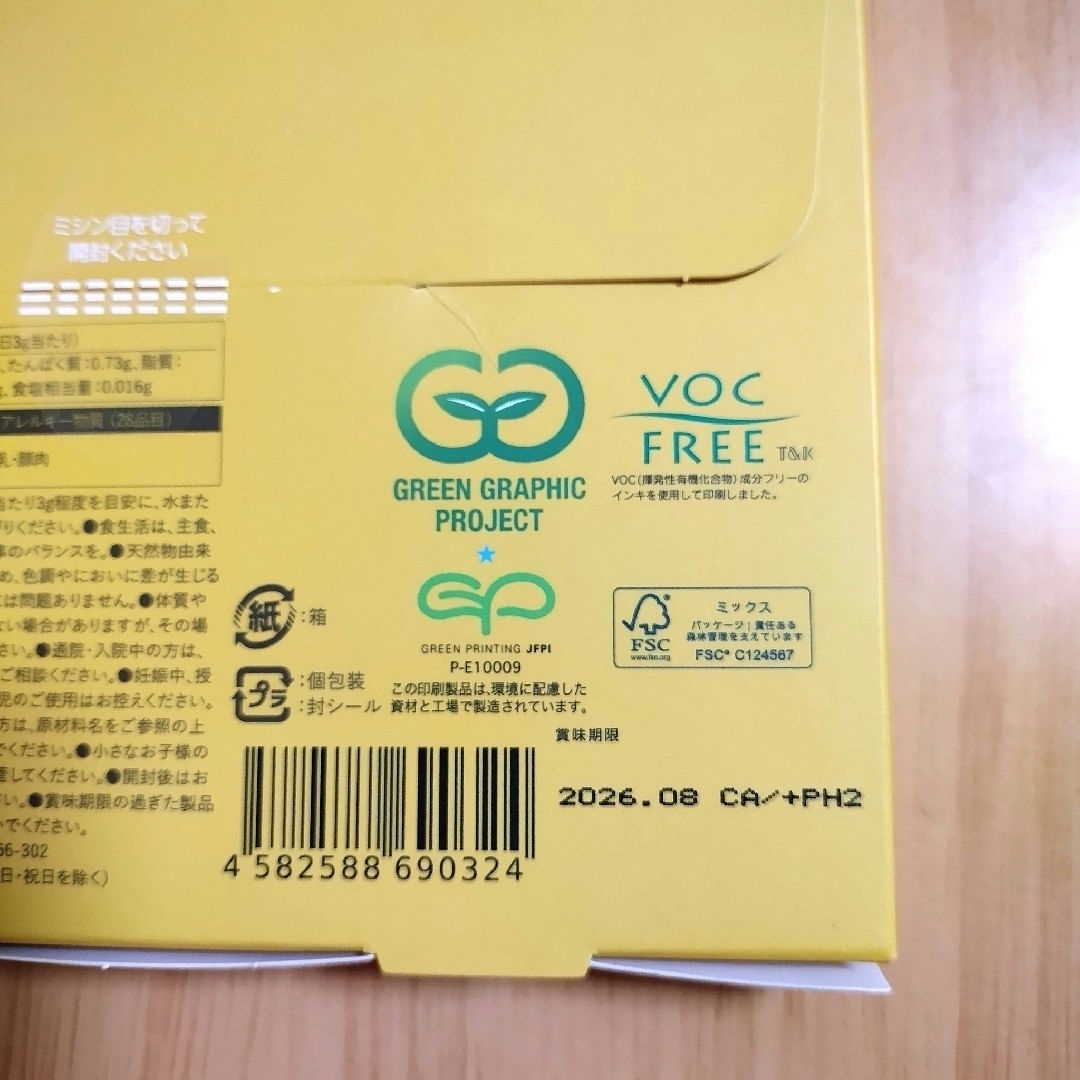 ミシン目を切って
開封ください
日3g当たり)
、たんぱく質:0.73g、脂質:
、食塩相当量:0.016g
アレルギー物質(28品目)
乳・豚肉
当たり3g程度を目安に、水また
がりください。●食生活は、主食、
事のバランスを。●天然物由来
め、色調やにおいに差が生じる
には問題ありません。●体質や
ない場合がありますが、その場
さい。●通院・入院中の方は、
ご相談ください。●妊娠中、授
児のご使用はお控えください。
方は、原材料名をご参照の上
でください。●小さなお子様の
してください。●開封後はお
い。●賞味期限の過ぎた製品
いでください。
66-302
日・祝日を除く)
GREEN GRAPHIC
PROJECT
VOC
FREE T&K
VOC(揮発性有機化合物)成分フリーの
インキを使用して印刷しました。
紙:箱
プラ:個包装
:封シール
GP
GREEN PRINTING JFPI
P-E10009
この印刷製品は、環境に配慮した
資材と工場で製造されています。
FSC
www.fsc.org
ミックス
パッケージ|責任ある
森林管理を支えています
FSC® C124567
賞味期限
2026.08 CA/+PH2
4 582588 690324